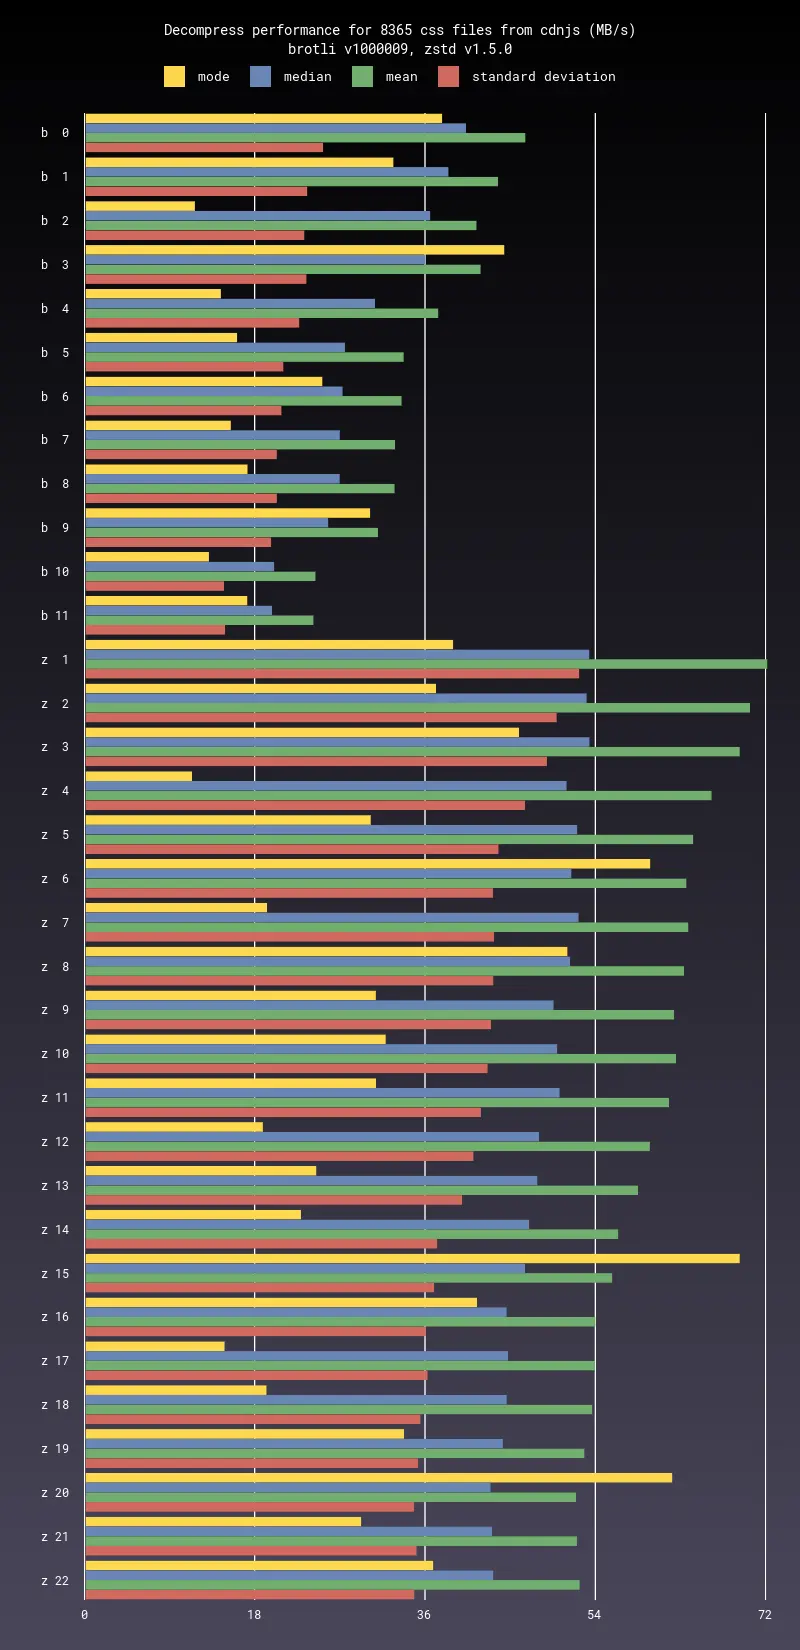 Decompress performance for 8365 css files from cdnjs (MB/s)
brotli v1000009, zstd v1.5.0
mode median mean standard deviation
b 0
b 1
b 2
b 3
b 4
b 5
b 6
b 7
b 8
b 9
b 10
b 11
z 1
z 2
z 3
z 4
z 5
z 6
z 7
z 8
z 9
z 10
z 11
z 12
z 13
z 14
z 15
z 16
z 17
z 18
z 19
z 20
z 21
z 22
0 18 36 54 72